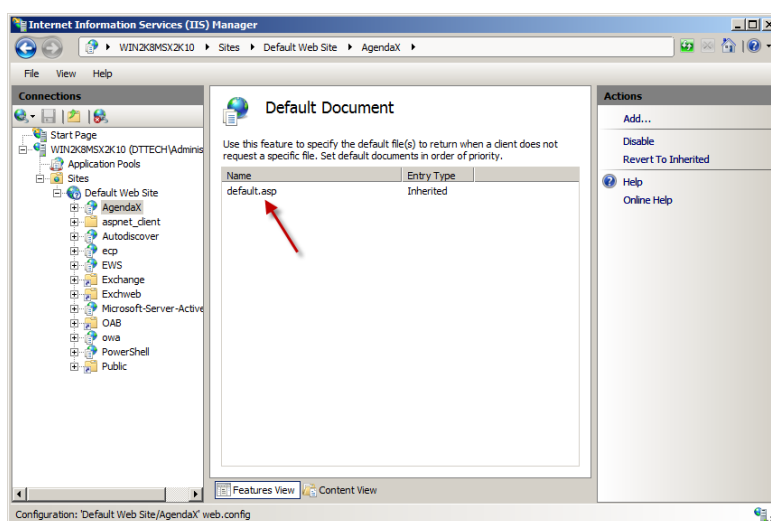 Internet Information Services (IIS) Manager
WIN2K8MSX2K10 Sites Default Web Site AgendaX
File View Help
Connections
Start Page
WIN2K8MSX2K10 (DTTECH\Adminis
Application Pools
Sites
Default Web Site
AgendaX
aspnet_client
Autodiscover
ecp
EWS
Exchange
Exchweb
Microsoft-Server-Active
OAB
owa
PowerShell
Public
Default Document
Use this feature to specify the default file(s) to return when a client does not
request a specific file. Set default documents in order of priority.
Name Entry Type
default.asp Inherited
Features View Content View
Actions
Add...
Disable
Revert To Inherited
Help
Online Help
Configuration: 'Default Web Site/AgendaX' web.config